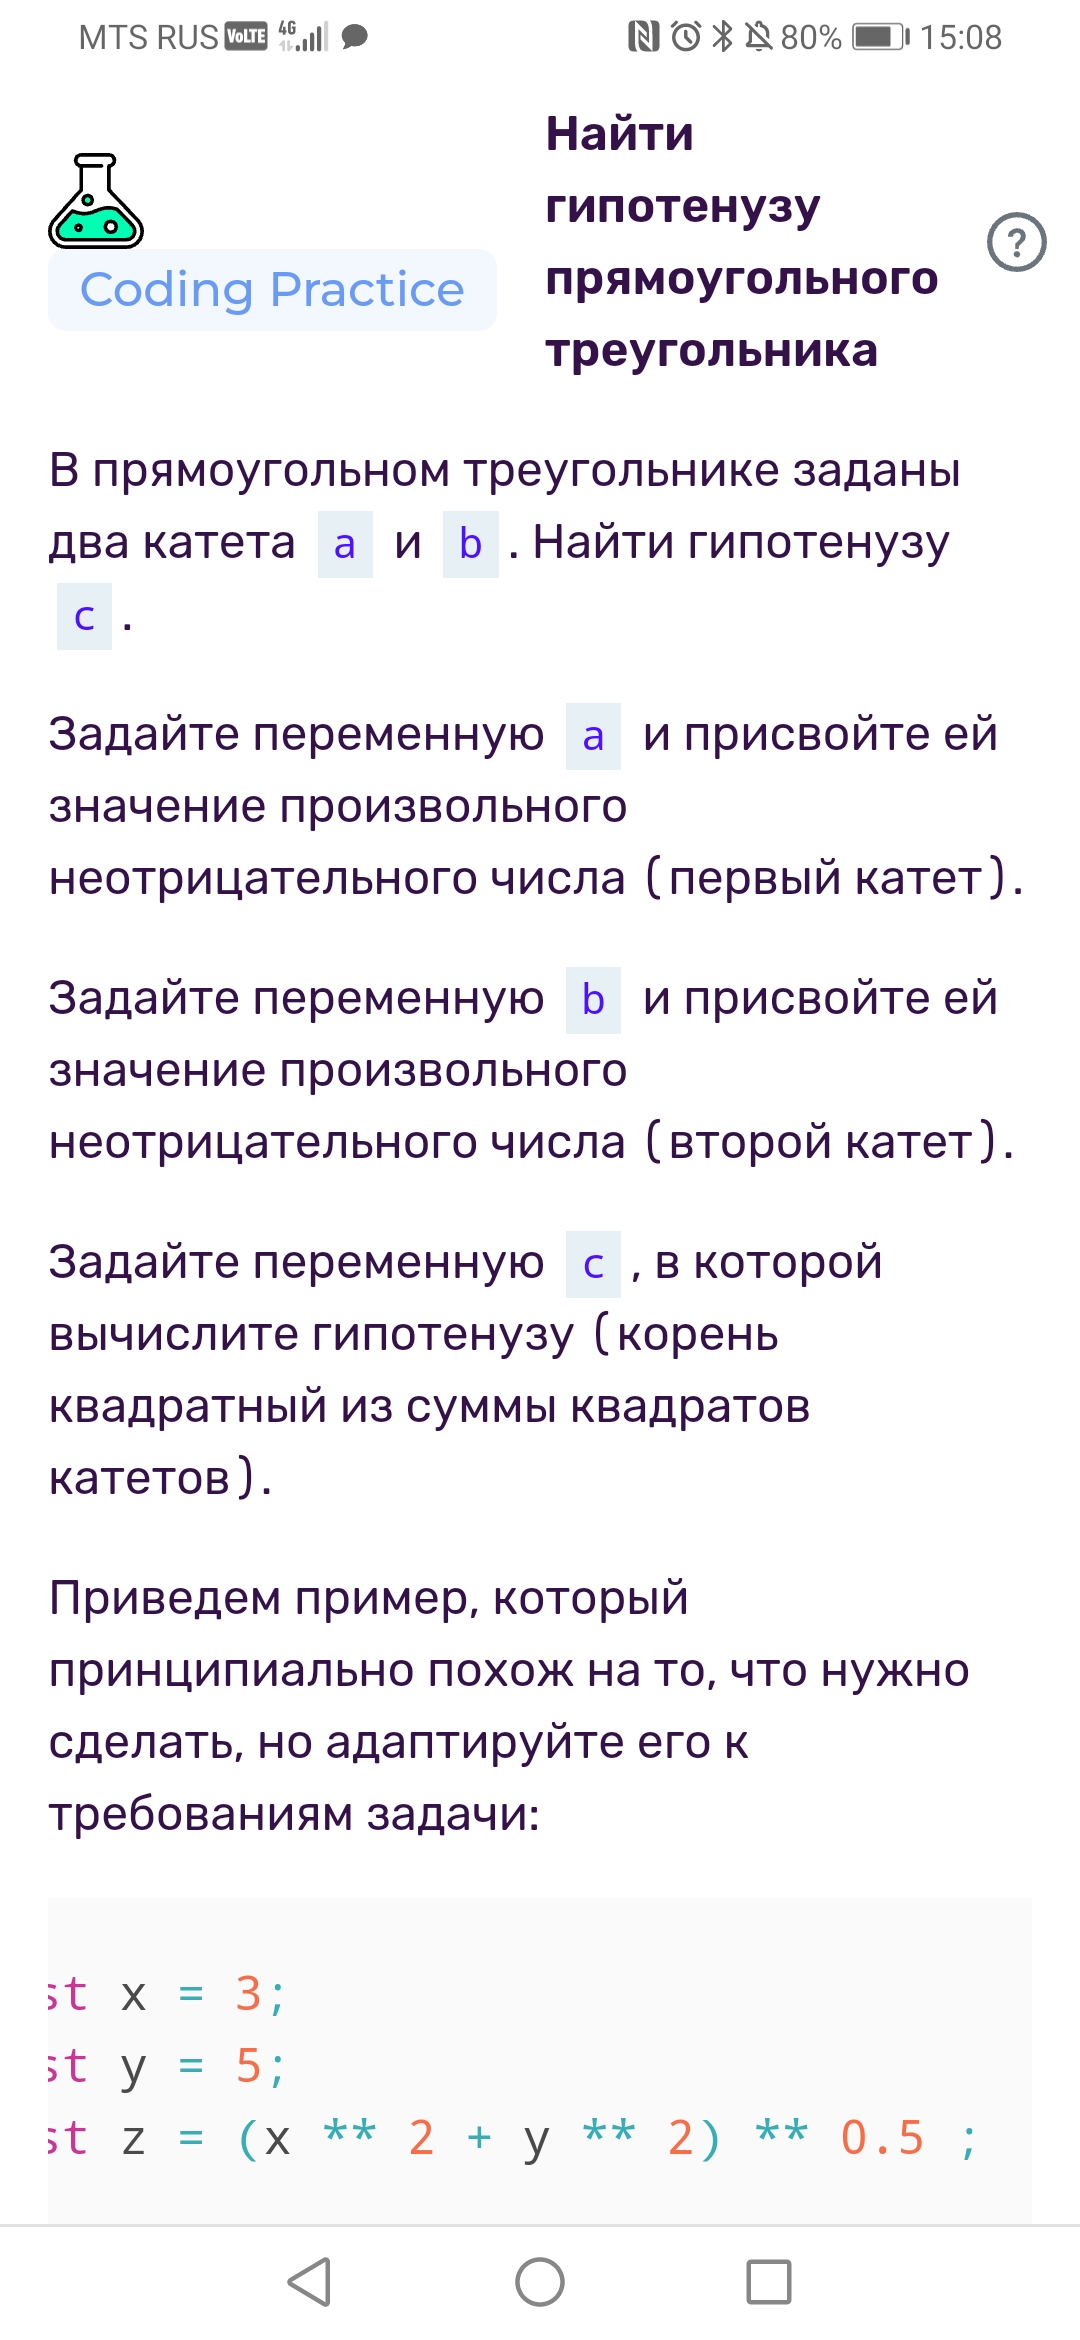 MTS RUS VoLTE 4G 80% 15:08
Найти
гипотенузу
прямоугольного
треугольника
?
Coding Practice
В прямоугольном треугольнике заданы
два катета a и b . Найти гипотенузу
c .
Задайте переменную a и присвойте ей
значение произвольного
неотрицательного числа (первый катет).
Задайте переменную b и присвойте ей
значение произвольного
неотрицательного числа (второй катет).
Задайте переменную c , в которой
вычислите гипотенузу (корень
квадратный из суммы квадратов
катетов).
Приведем пример, который
принципиально похож на то, что нужно
сделать, но адаптируйте его к
требованиям задачи:
st x = 3;
st y = 5;
st z = (x ** 2 + y ** 2) ** 0.5 ;